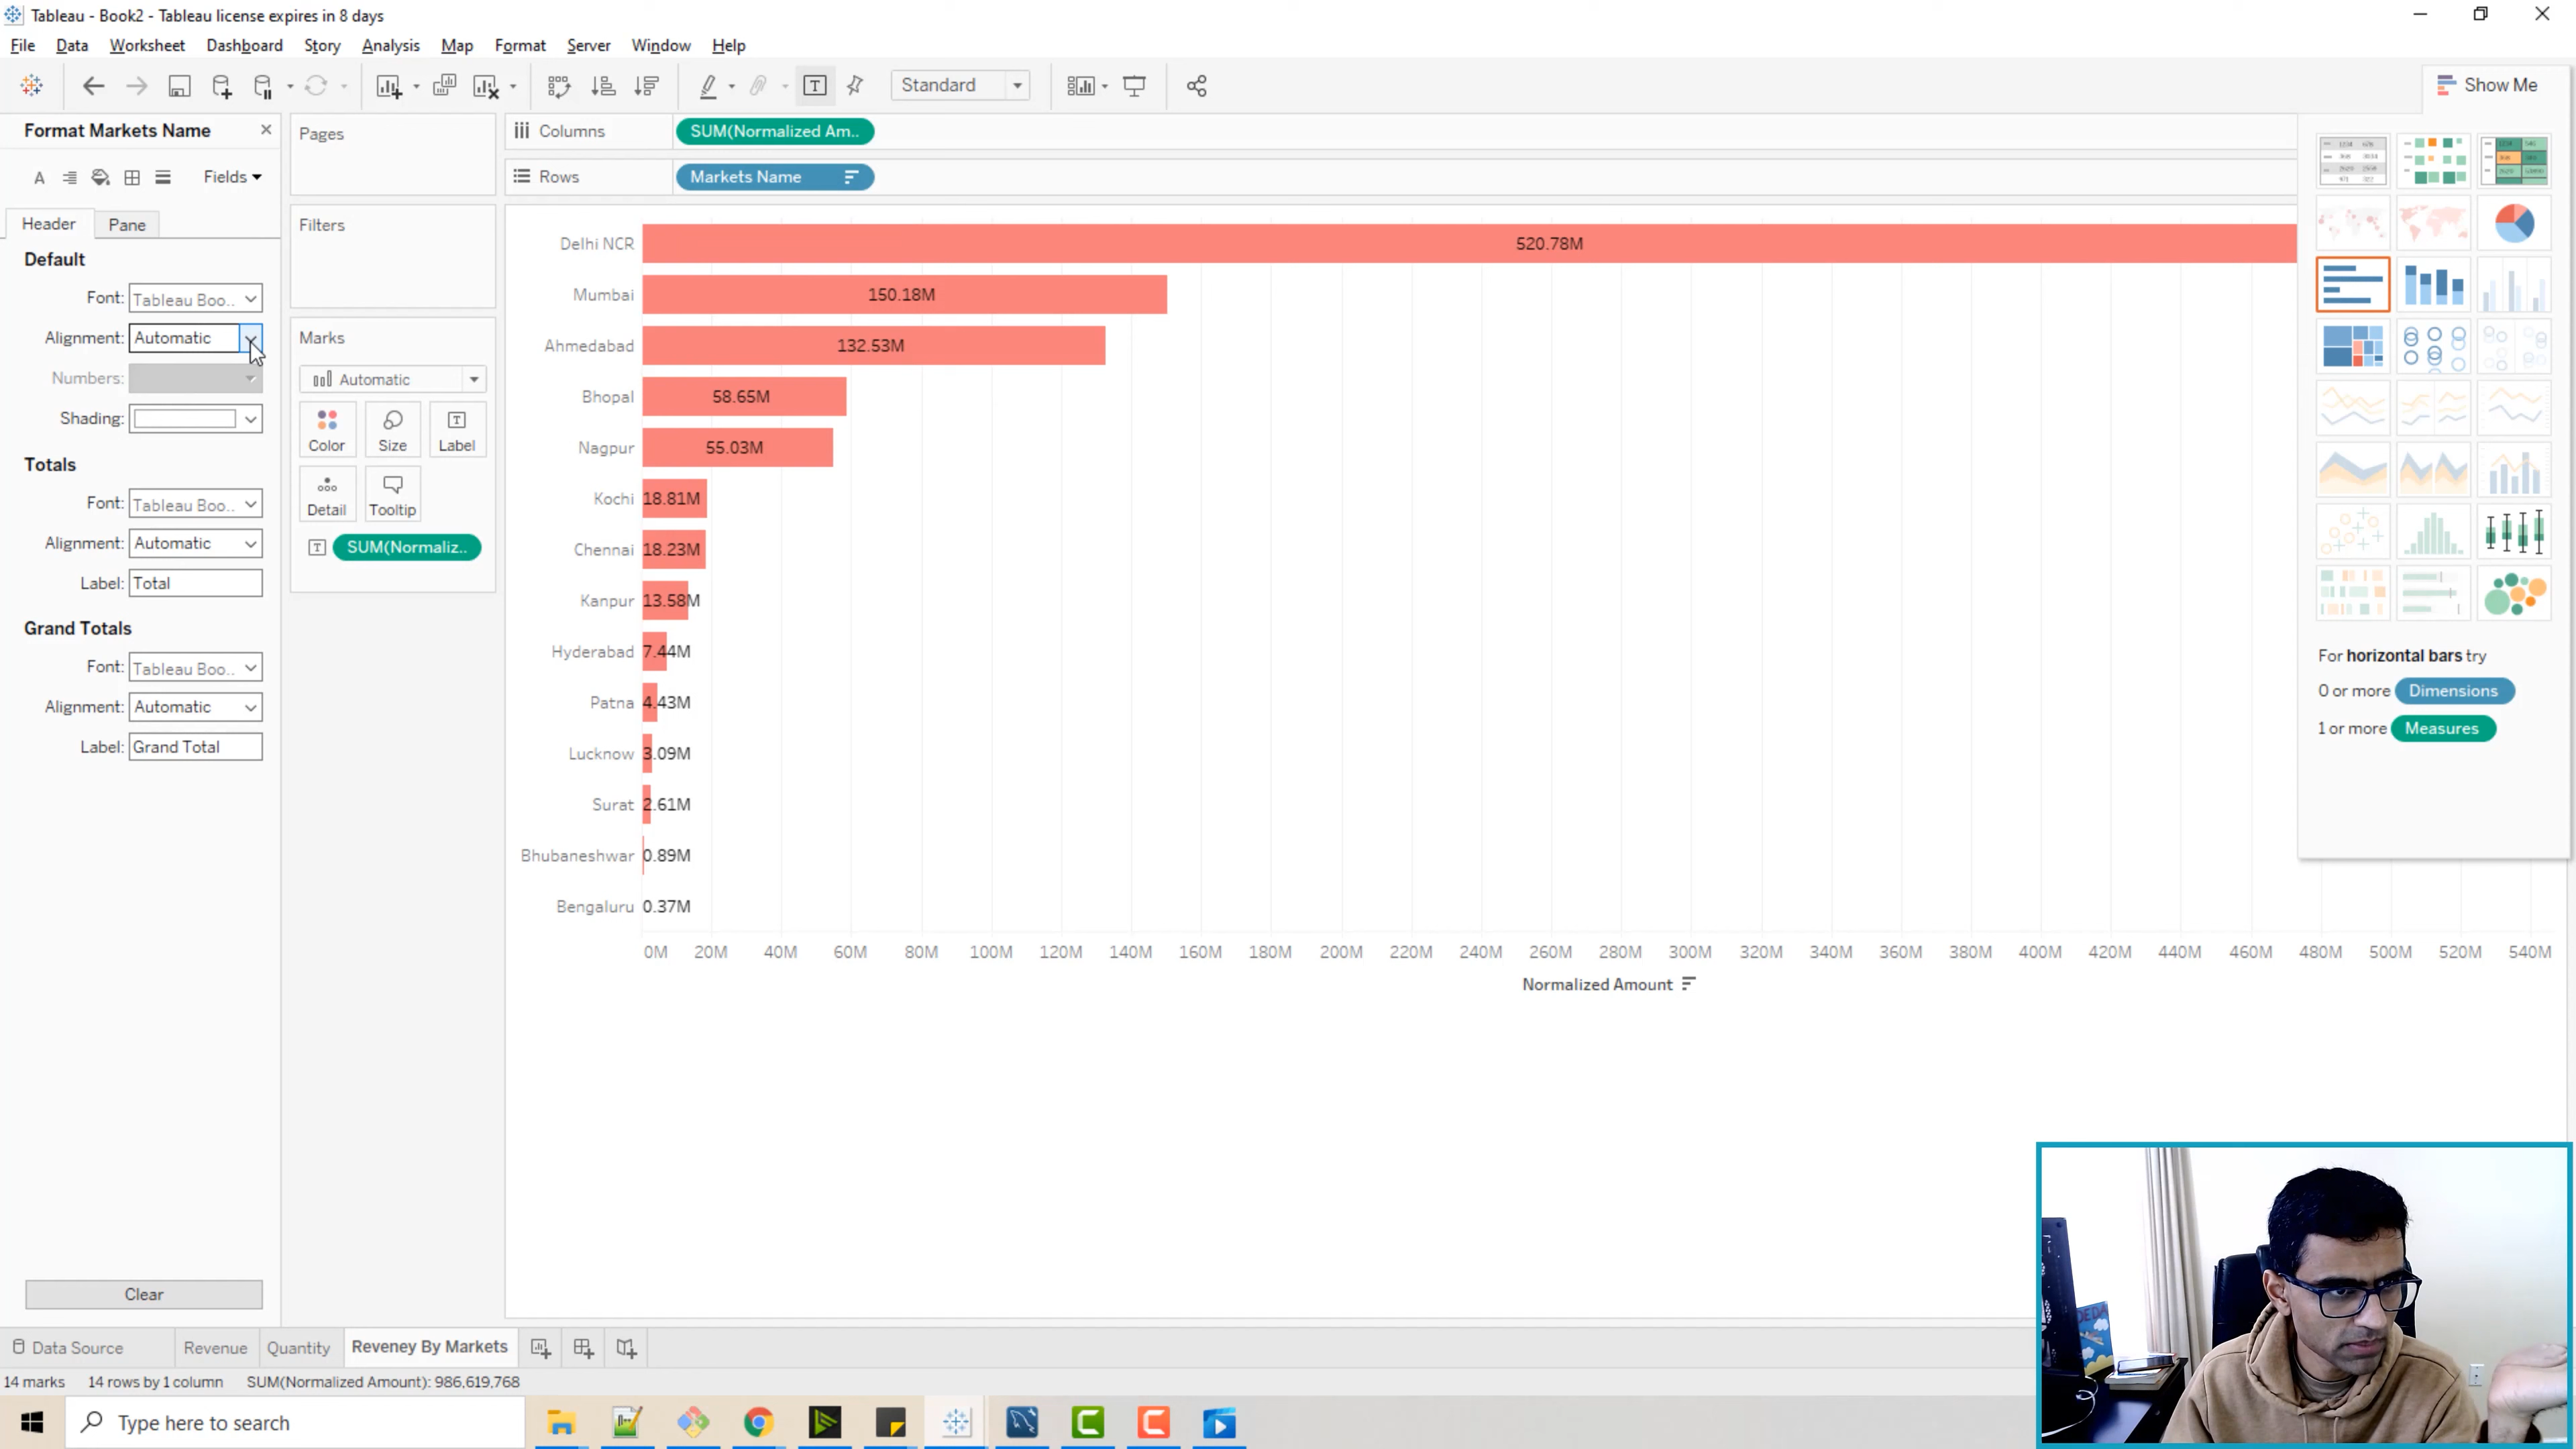 Tableau - Book2 - Tableau license expires in 8 days
File Data Worksheet Dashboard Story Analysis Map Format Server Window Help
Standard
Show Me
Format Markets Name
Fields
Header Pane
Default
Font: Tableau Boo..
Alignment: Automatic
Numbers:
Shading:
Totals
Font: Tableau Boo..
Alignment: Automatic
Label: Total
Grand Totals
Font: Tableau Boo..
Alignment: Automatic
Label: Grand Total
Clear
Pages
Filters
Marks
Automatic
Color Size Label
Detail Tooltip
SUM(Normaliz..
Columns SUM(Normalized Am..
Rows Markets Name
Delhi NCR 520.78M
Mumbai 150.18M
Ahmedabad 132.53M
Bhopal 58.65M
Nagpur 55.03M
Kochi 18.81M
Chennai 18.23M
Kanpur 13.58M
Hyderabad 7.44M
Patna 4.43M
Lucknow 3.09M
Surat 2.61M
Bhubaneshwar 0.89M
Bengaluru 0.37M
0M 20M 40M 60M 80M 100M 120M 140M 160M 180M 200M 220M 240M 260M 280M 300M 320M 340M 360M 380M 400M 420M 440M 460M 480M 500M 520M 540M
Normalized Amount
For horizontal bars try
0 or more Dimensions
1 or more Measures
Data Source Revenue Quantity Reveney By Markets
14 marks 14 rows by 1 column SUM(Normalized Amount): 986,619,768
Type here to search